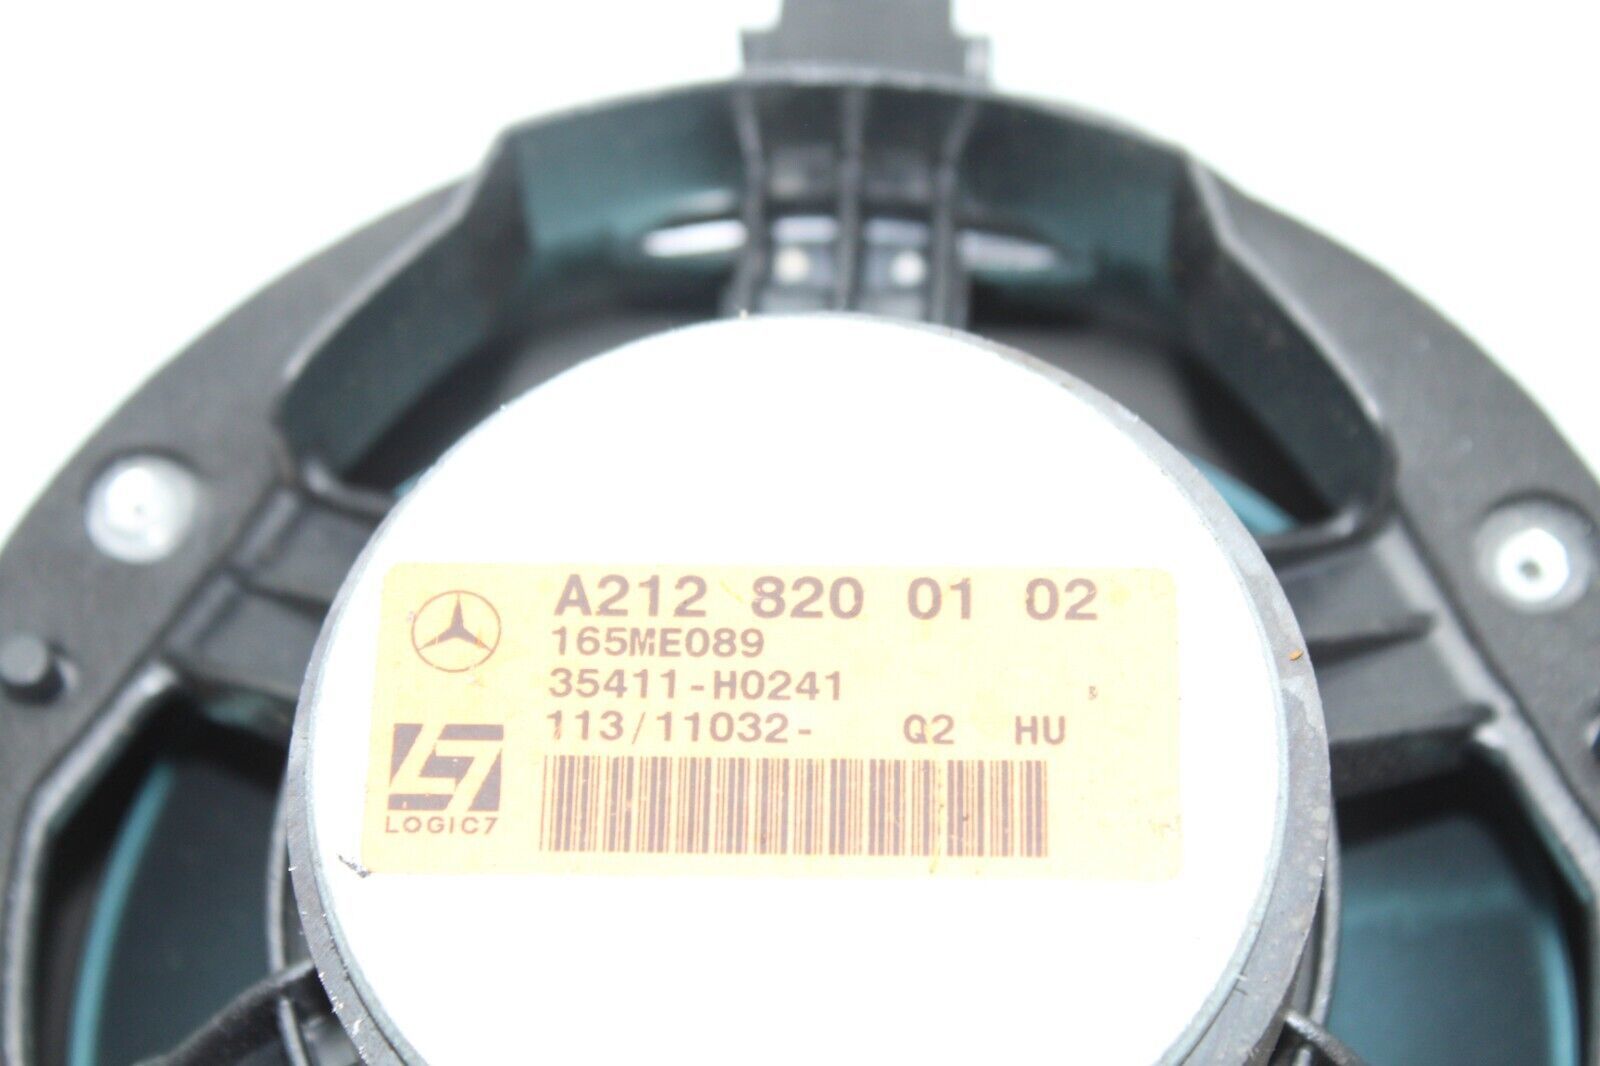 A212 820 01 02
165ME089
35411-H0241
113/11032- Q2 HU
LOGIC7